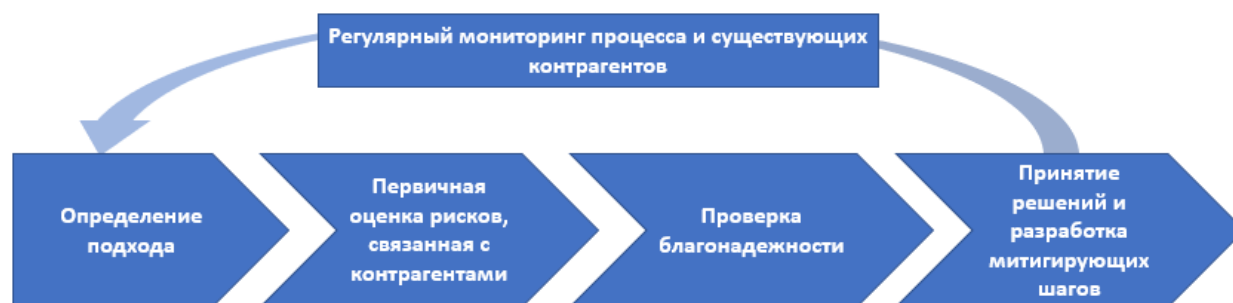 Регулярный мониторинг процесса и существующих
контрагентов
Определение
подхода
Первичная
оценка рисков,
связанная с
контрагентами
Проверка
благонадежности
Принятие
решений и
разработка
митигирующих
шагов